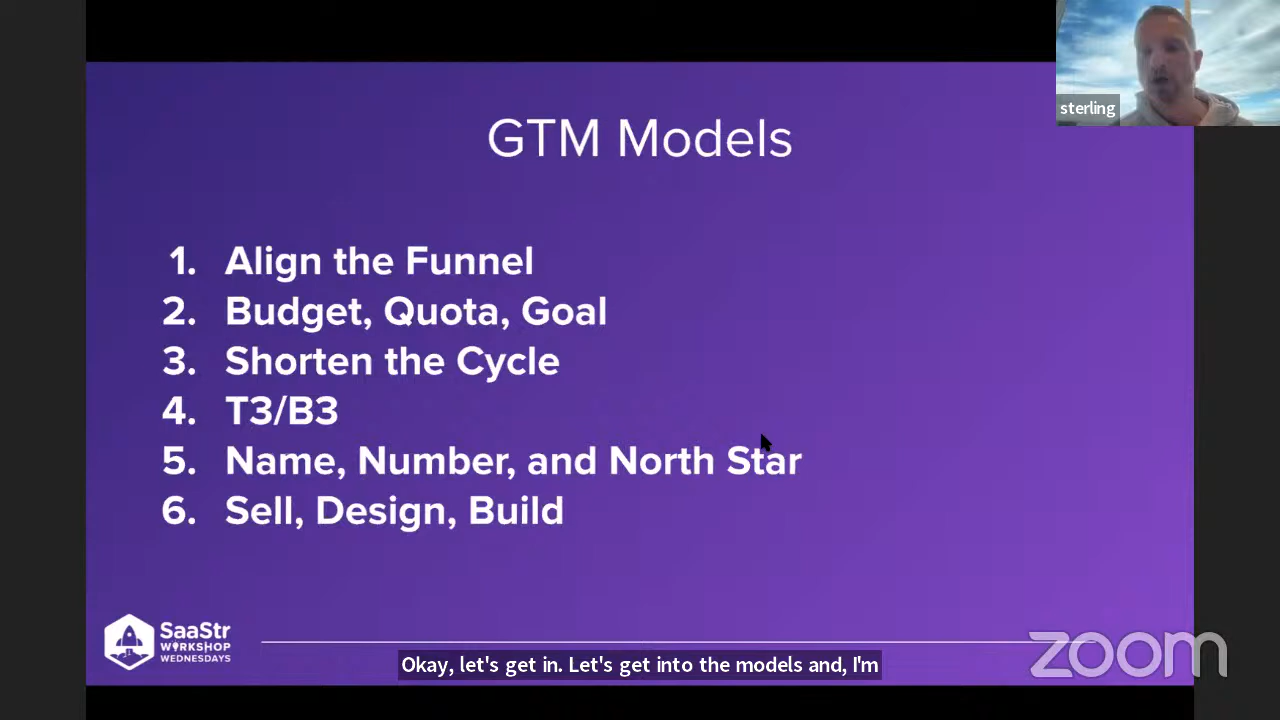 sterling
GTM Models
1. Align the Funnel
2. Budget, Quota, Goal
3. Shorten the Cycle
4. T3/B3
5. Name, Number, and North Star
6. Sell, Design, Build
SaaStr
WORKSHOP
WEDNESDAYS
Okay, let's get in. Let's get into the models and, I'm
zoom